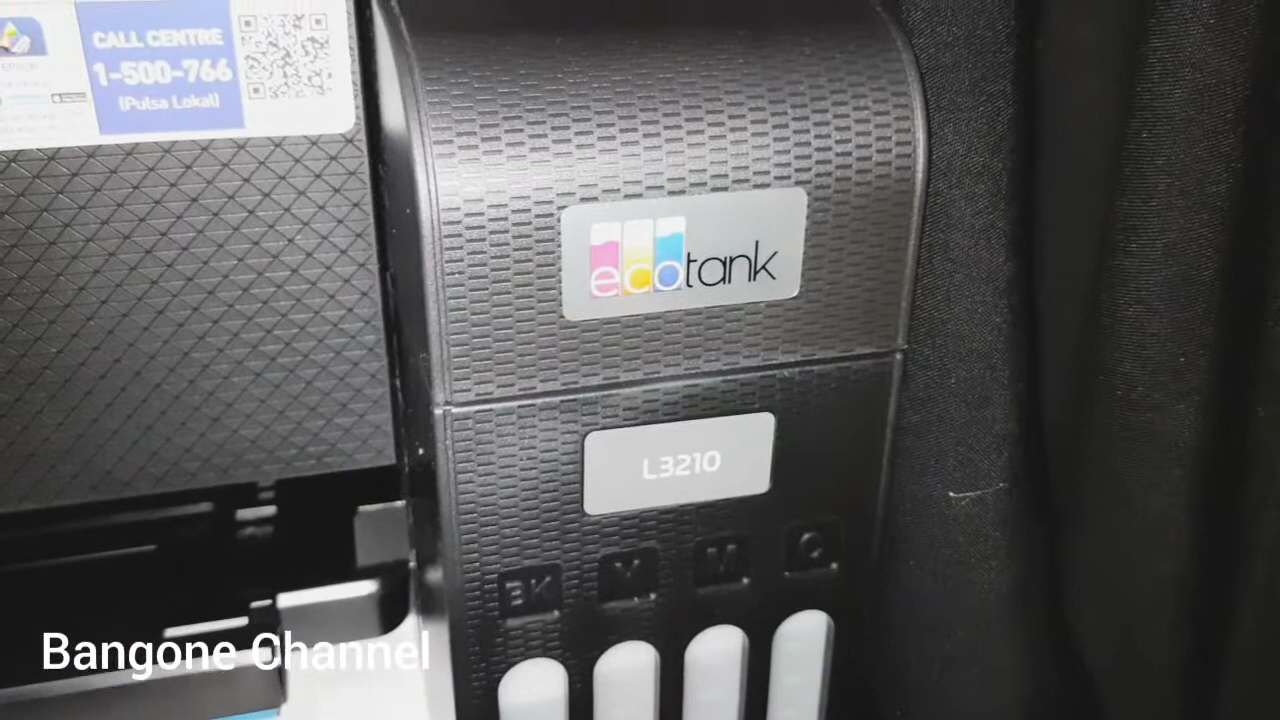 CALL CENTRE
1-500-766
(Pulsa Lokal)
ecotank
L3210
BK Y M C
Bangone Channel